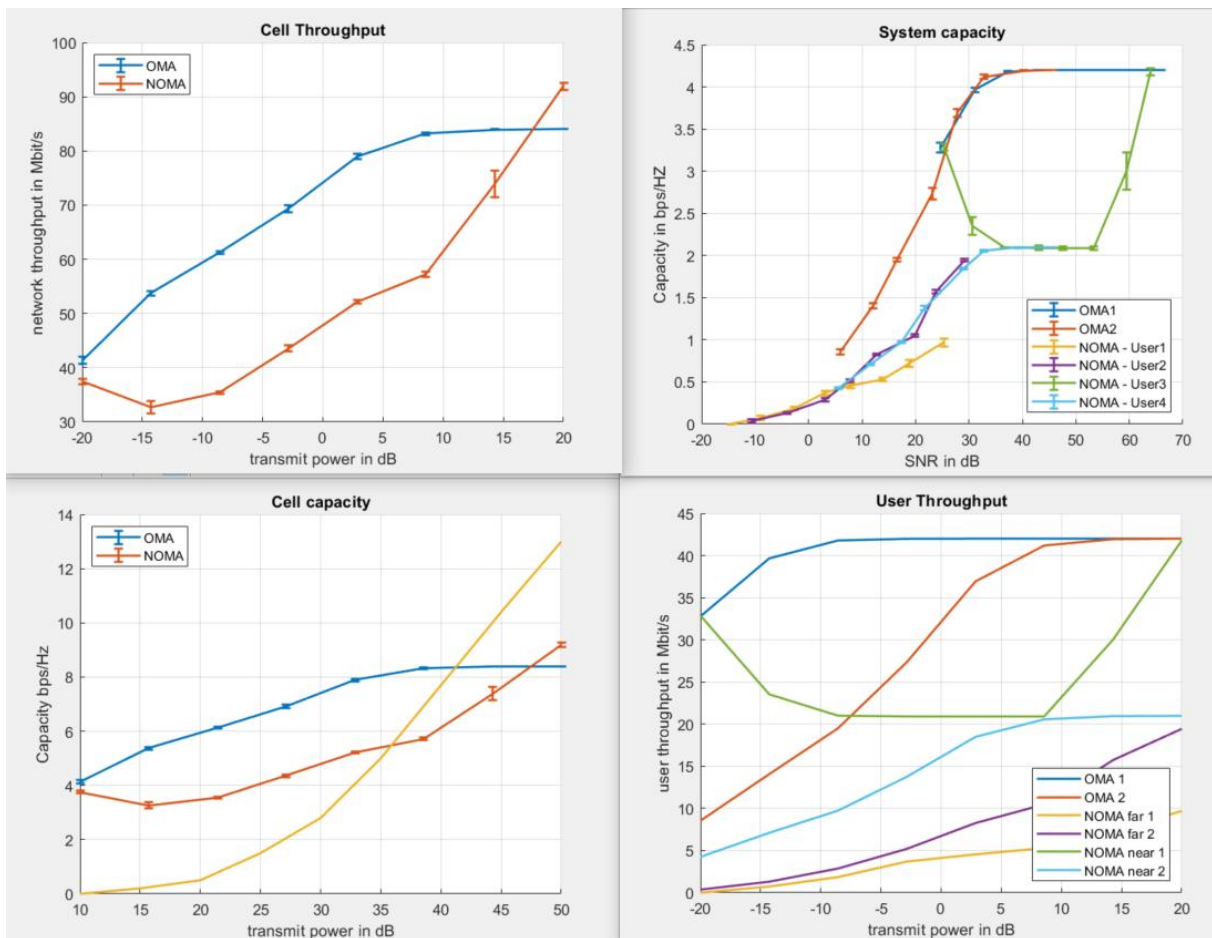 Cell Throughput
100
90
80
70
60
50
40
30
network throughput in Mbit/s
OMA
NOMA
-20 -15 -10 -5 0 5 10 15 20
transmit power in dB
System capacity
4.5
4
3.5
3
2.5
2
1.5
1
0.5
0
Capacity in bps/HZ
OMA1
OMA2
NOMA - User1
NOMA - User2
NOMA - User3
NOMA - User4
-20 -10 0 10 20 30 40 50 60 70
SNR in dB
Cell capacity
14
12
10
8
6
4
2
0
Capacity bps/Hz
OMA
NOMA
10 15 20 25 30 35 40 45 50
transmit power in dB
User Throughput
45
40
35
30
25
20
15
10
5
0
user throughput in Mbit/s
OMA 1
OMA 2
NOMA far 1
NOMA far 2
NOMA near 1
NOMA near 2
-20 -15 -10 -5 0 5 10 15 20
transmit power in dB